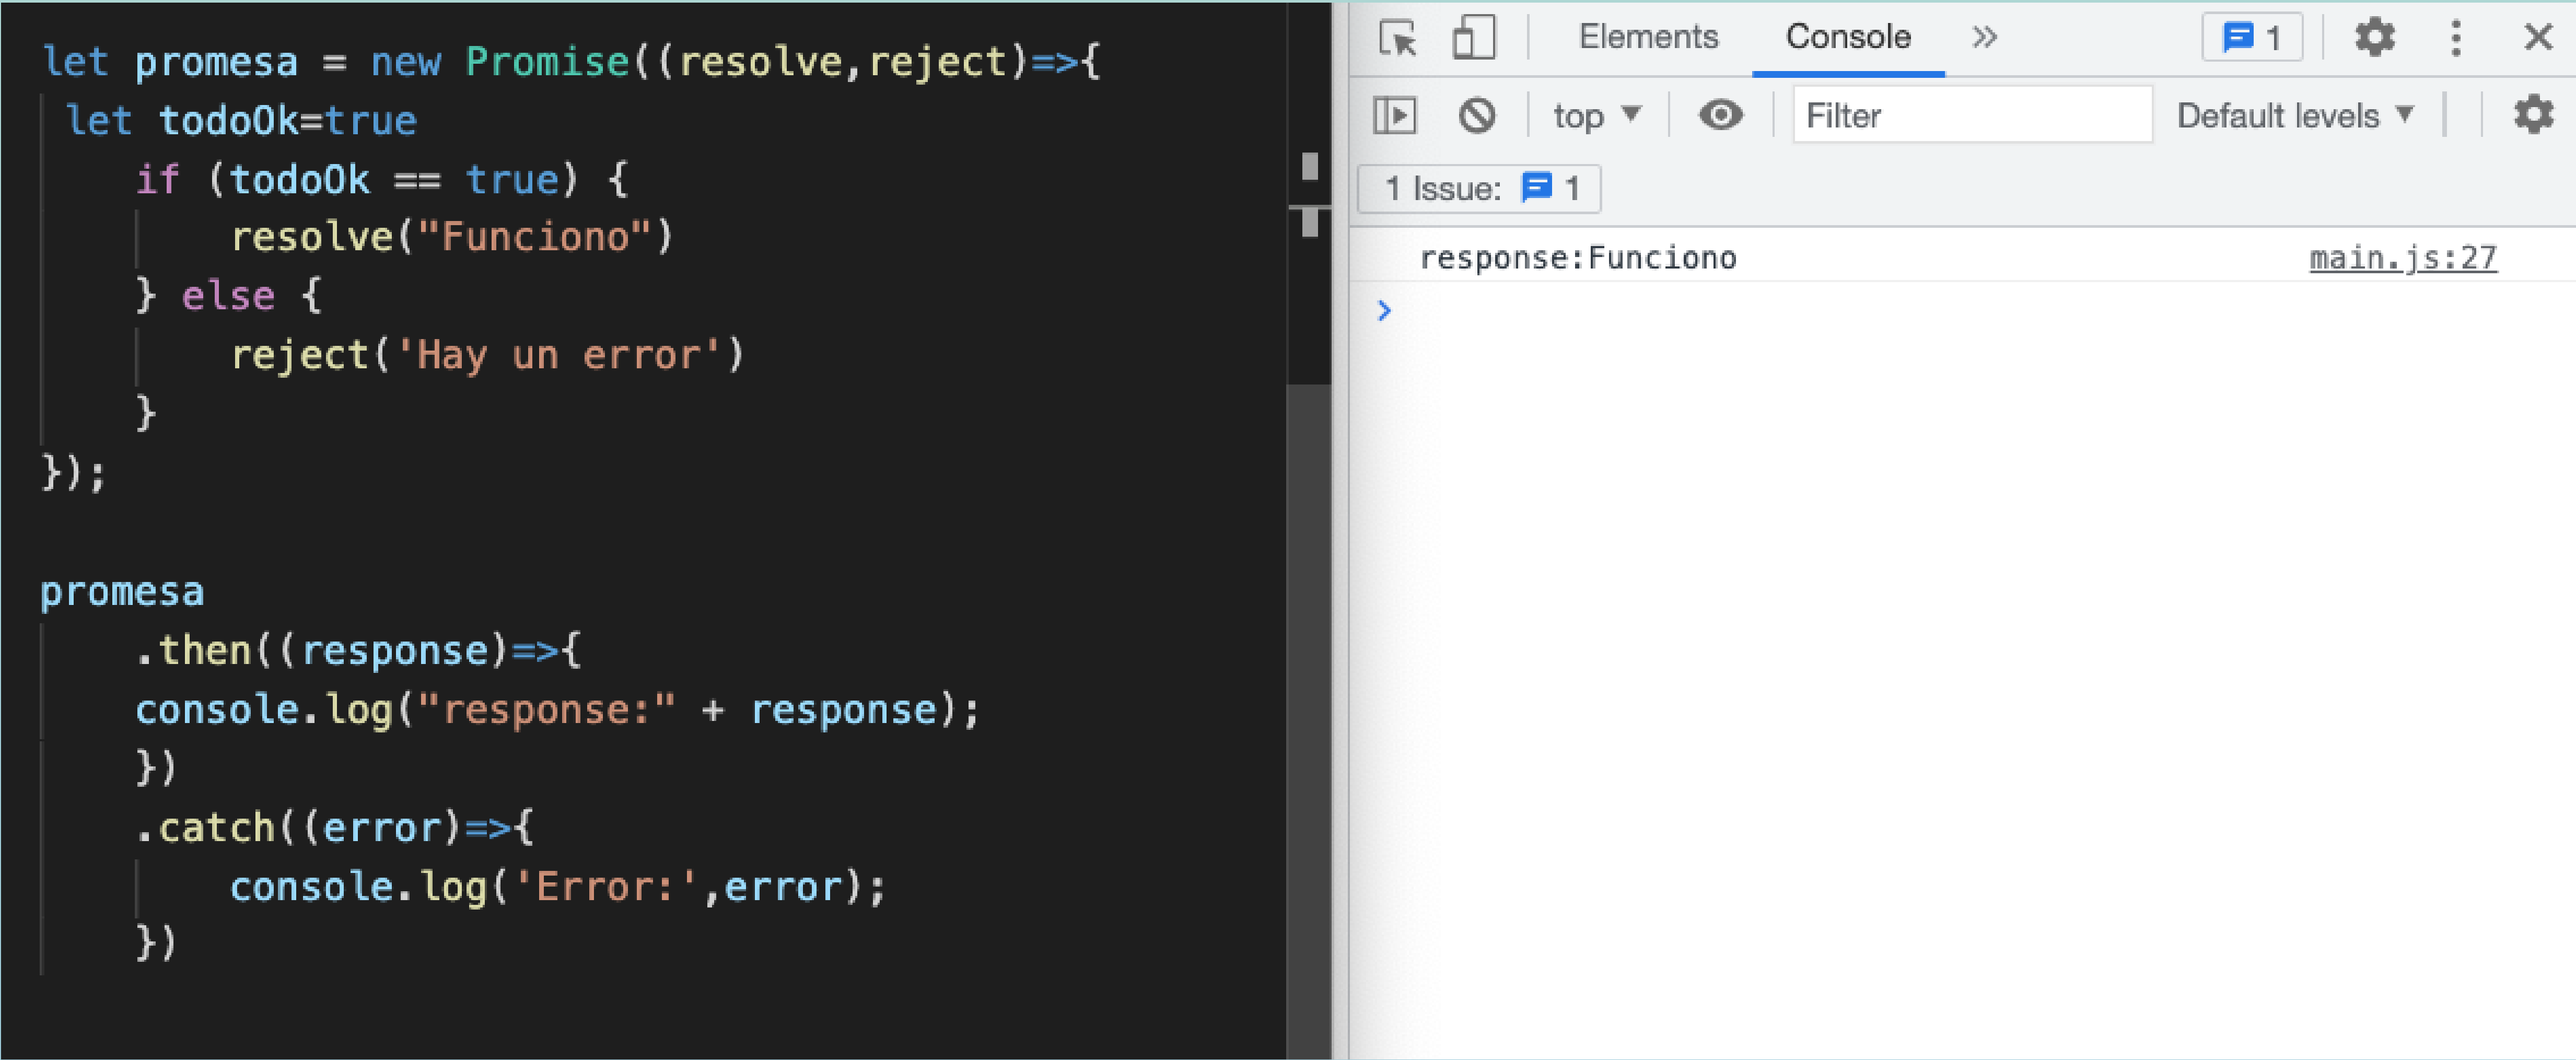 let promesa = new Promise((resolve,reject)=>{
let todoOk=true
if (todoOk == true) {
resolve("Funciono")
} else {
reject('Hay un error')
}
});
promesa
.then((response)=>{
console.log("response:" + response);
})
.catch((error)=>{
console.log('Error:',error);
})
Elements Console » 1
top ▼ Filter Default levels ▼
1 Issue: 1
response:Funciono main.js:27
>